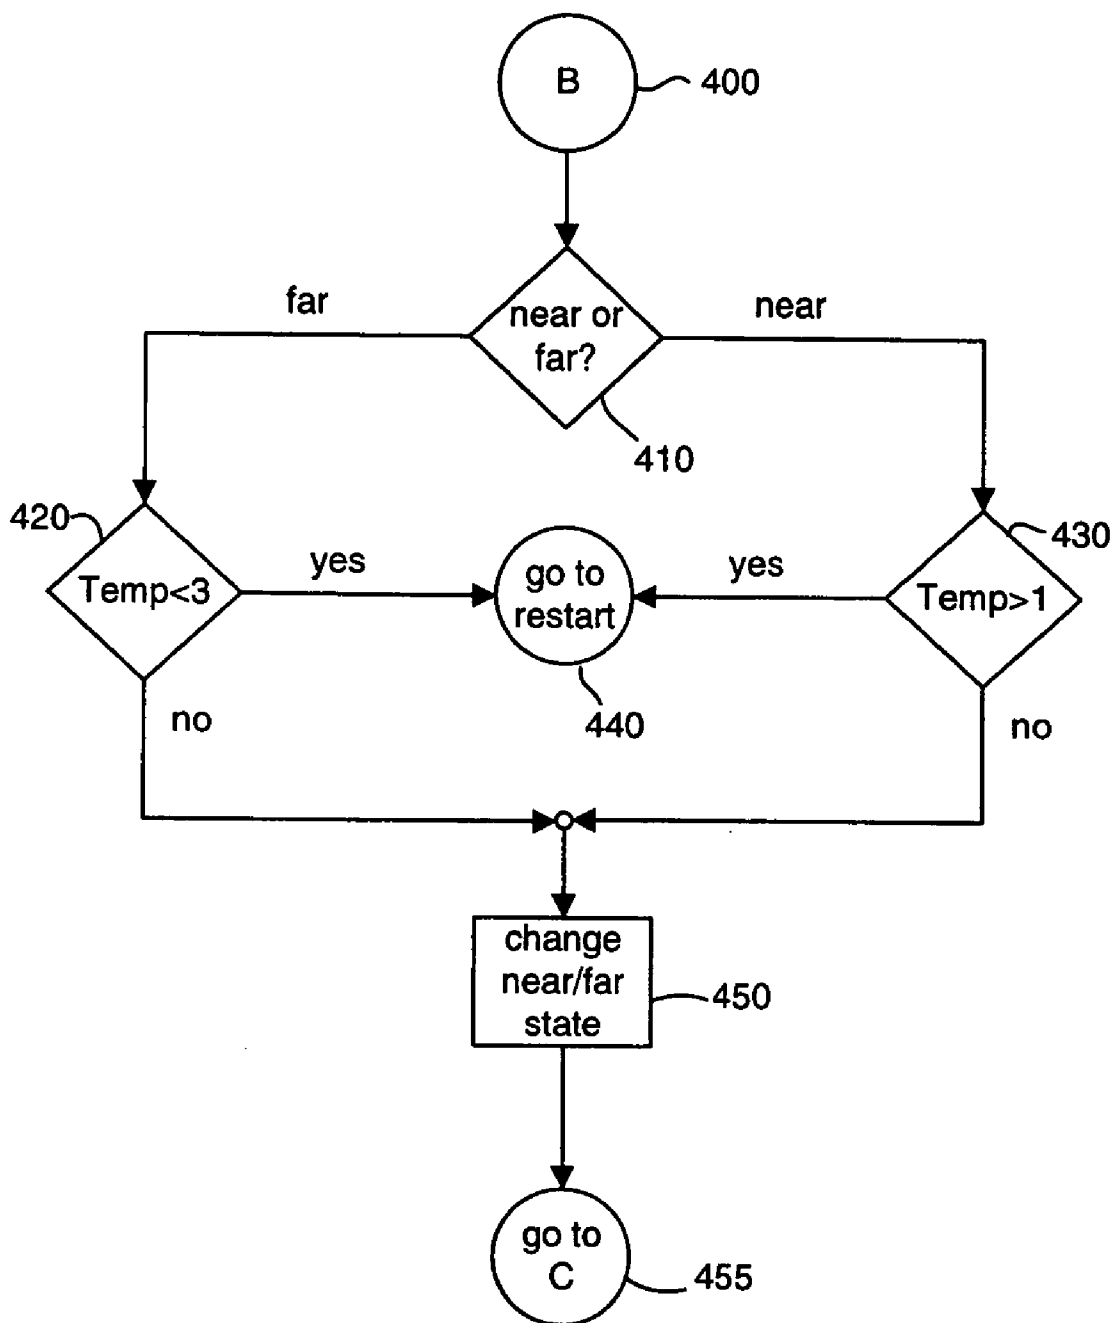 B
400
far
near or
far?
near
410
420
430
Temp<3
yes
go to
restart
yes
Temp>1
no
440
no
change
near/far
state
450
go to
C
455